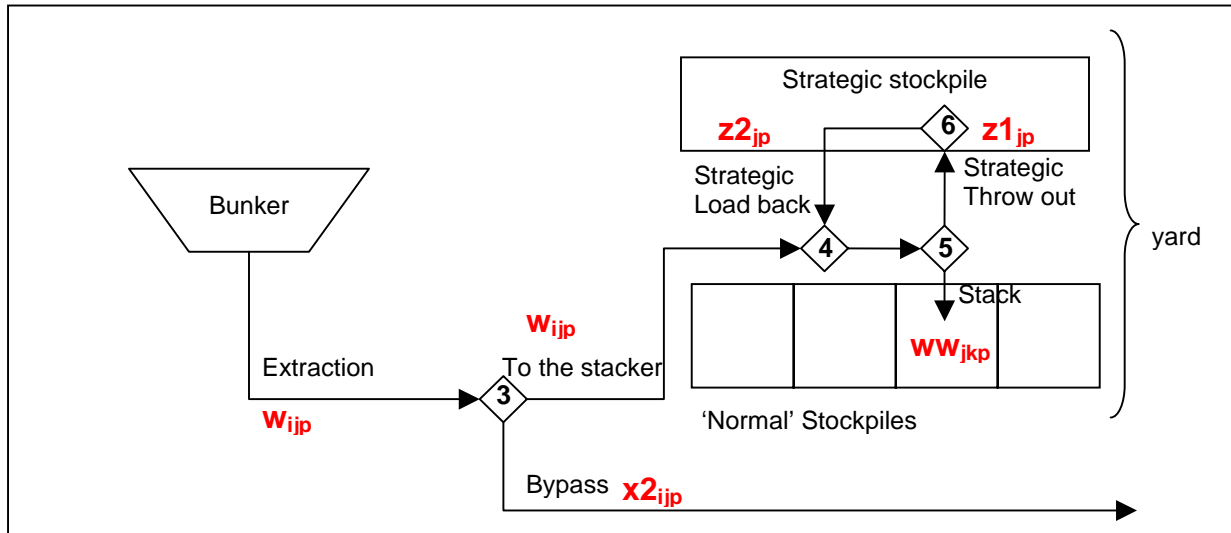 Strategic stockpile
z2jp
6
z1jp
Strategic
Load back
Strategic
Throw out
Bunker
4
5
yard
Stack
wijp
wwjkp
Extraction
To the stacker
3
wijp
'Normal' Stockpiles
Bypass
x2ijp